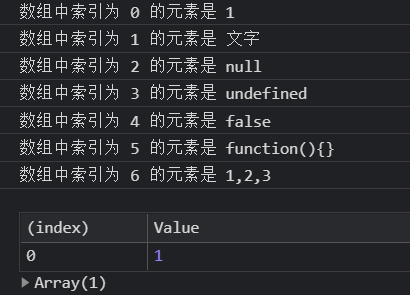 数组中索引为 0 的元素是 1
数组中索引为 1 的元素是 文字
数组中索引为 2 的元素是 null
数组中索引为 3 的元素是 undefined
数组中索引为 4 的元素是 false
数组中索引为 5 的元素是 function(){}
数组中索引为 6 的元素是 1,2,3
(index) Value
0 1
Array(1)